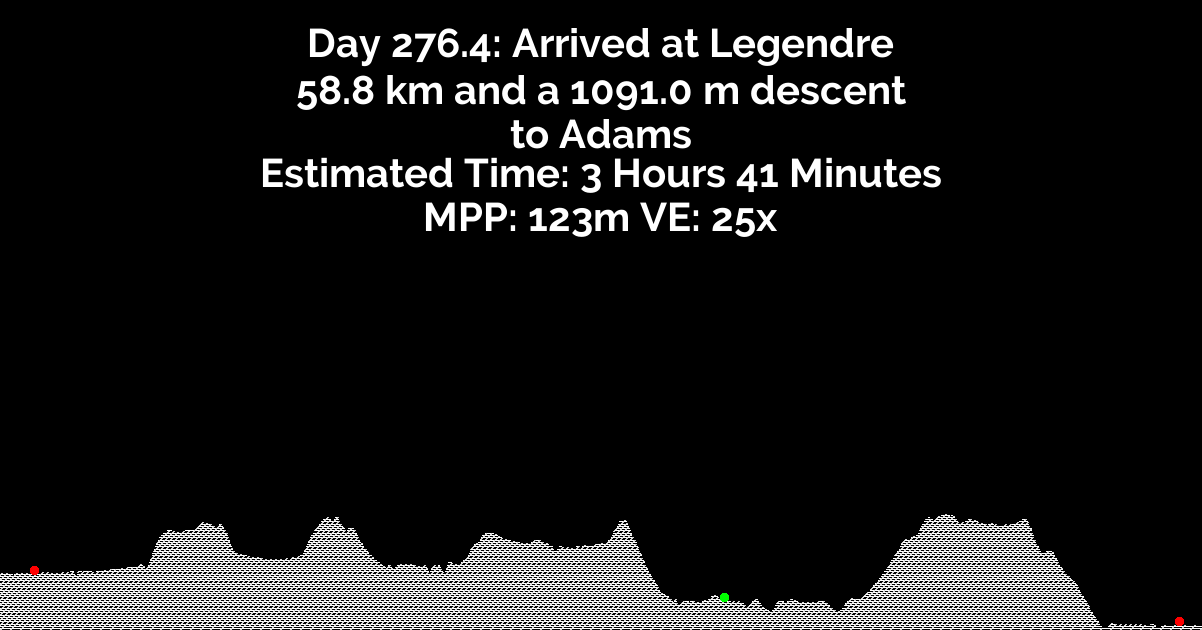 Day 276.4: Arrived at Legendre
58.8 km and a 1091.0 m descent
to Adams
Estimated Time: 3 Hours 41 Minutes
MPP: 123m VE: 25x